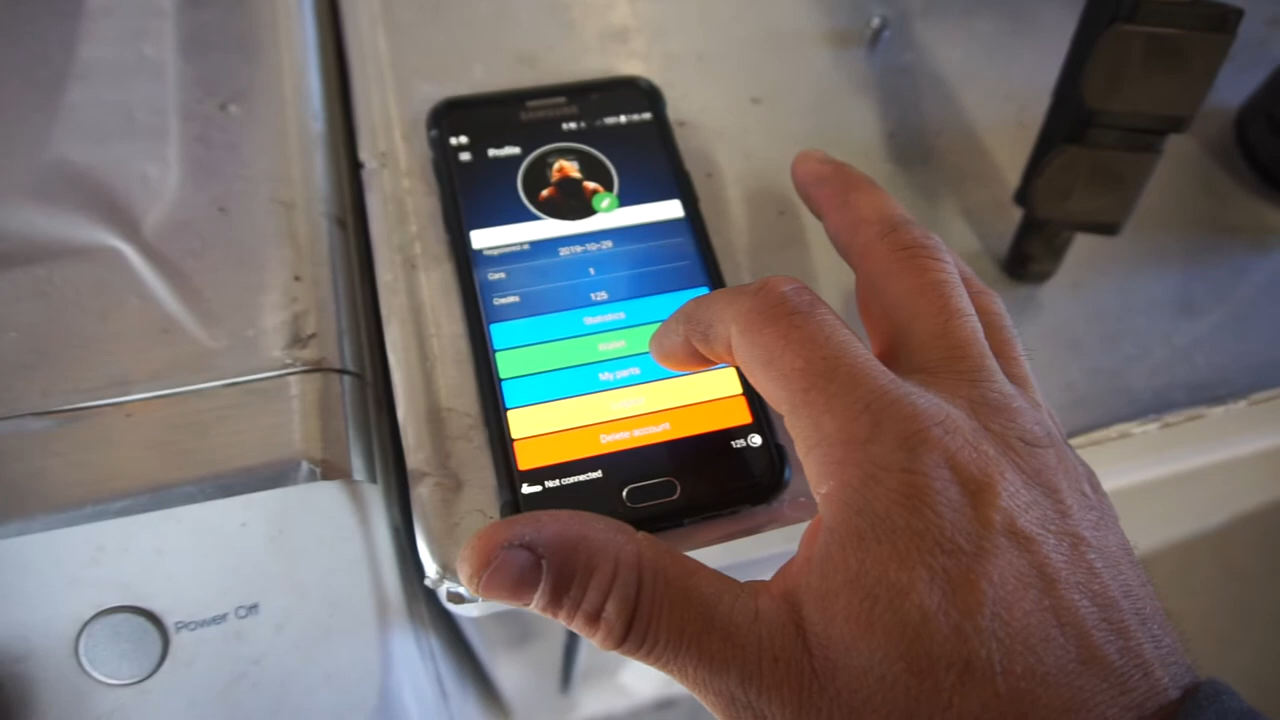 SAMSUNG
Profile
Registered at 2019-10-29
Cars 1
Credits 125
Statistics
My parts
Delete account
125
Not connected
Power Off